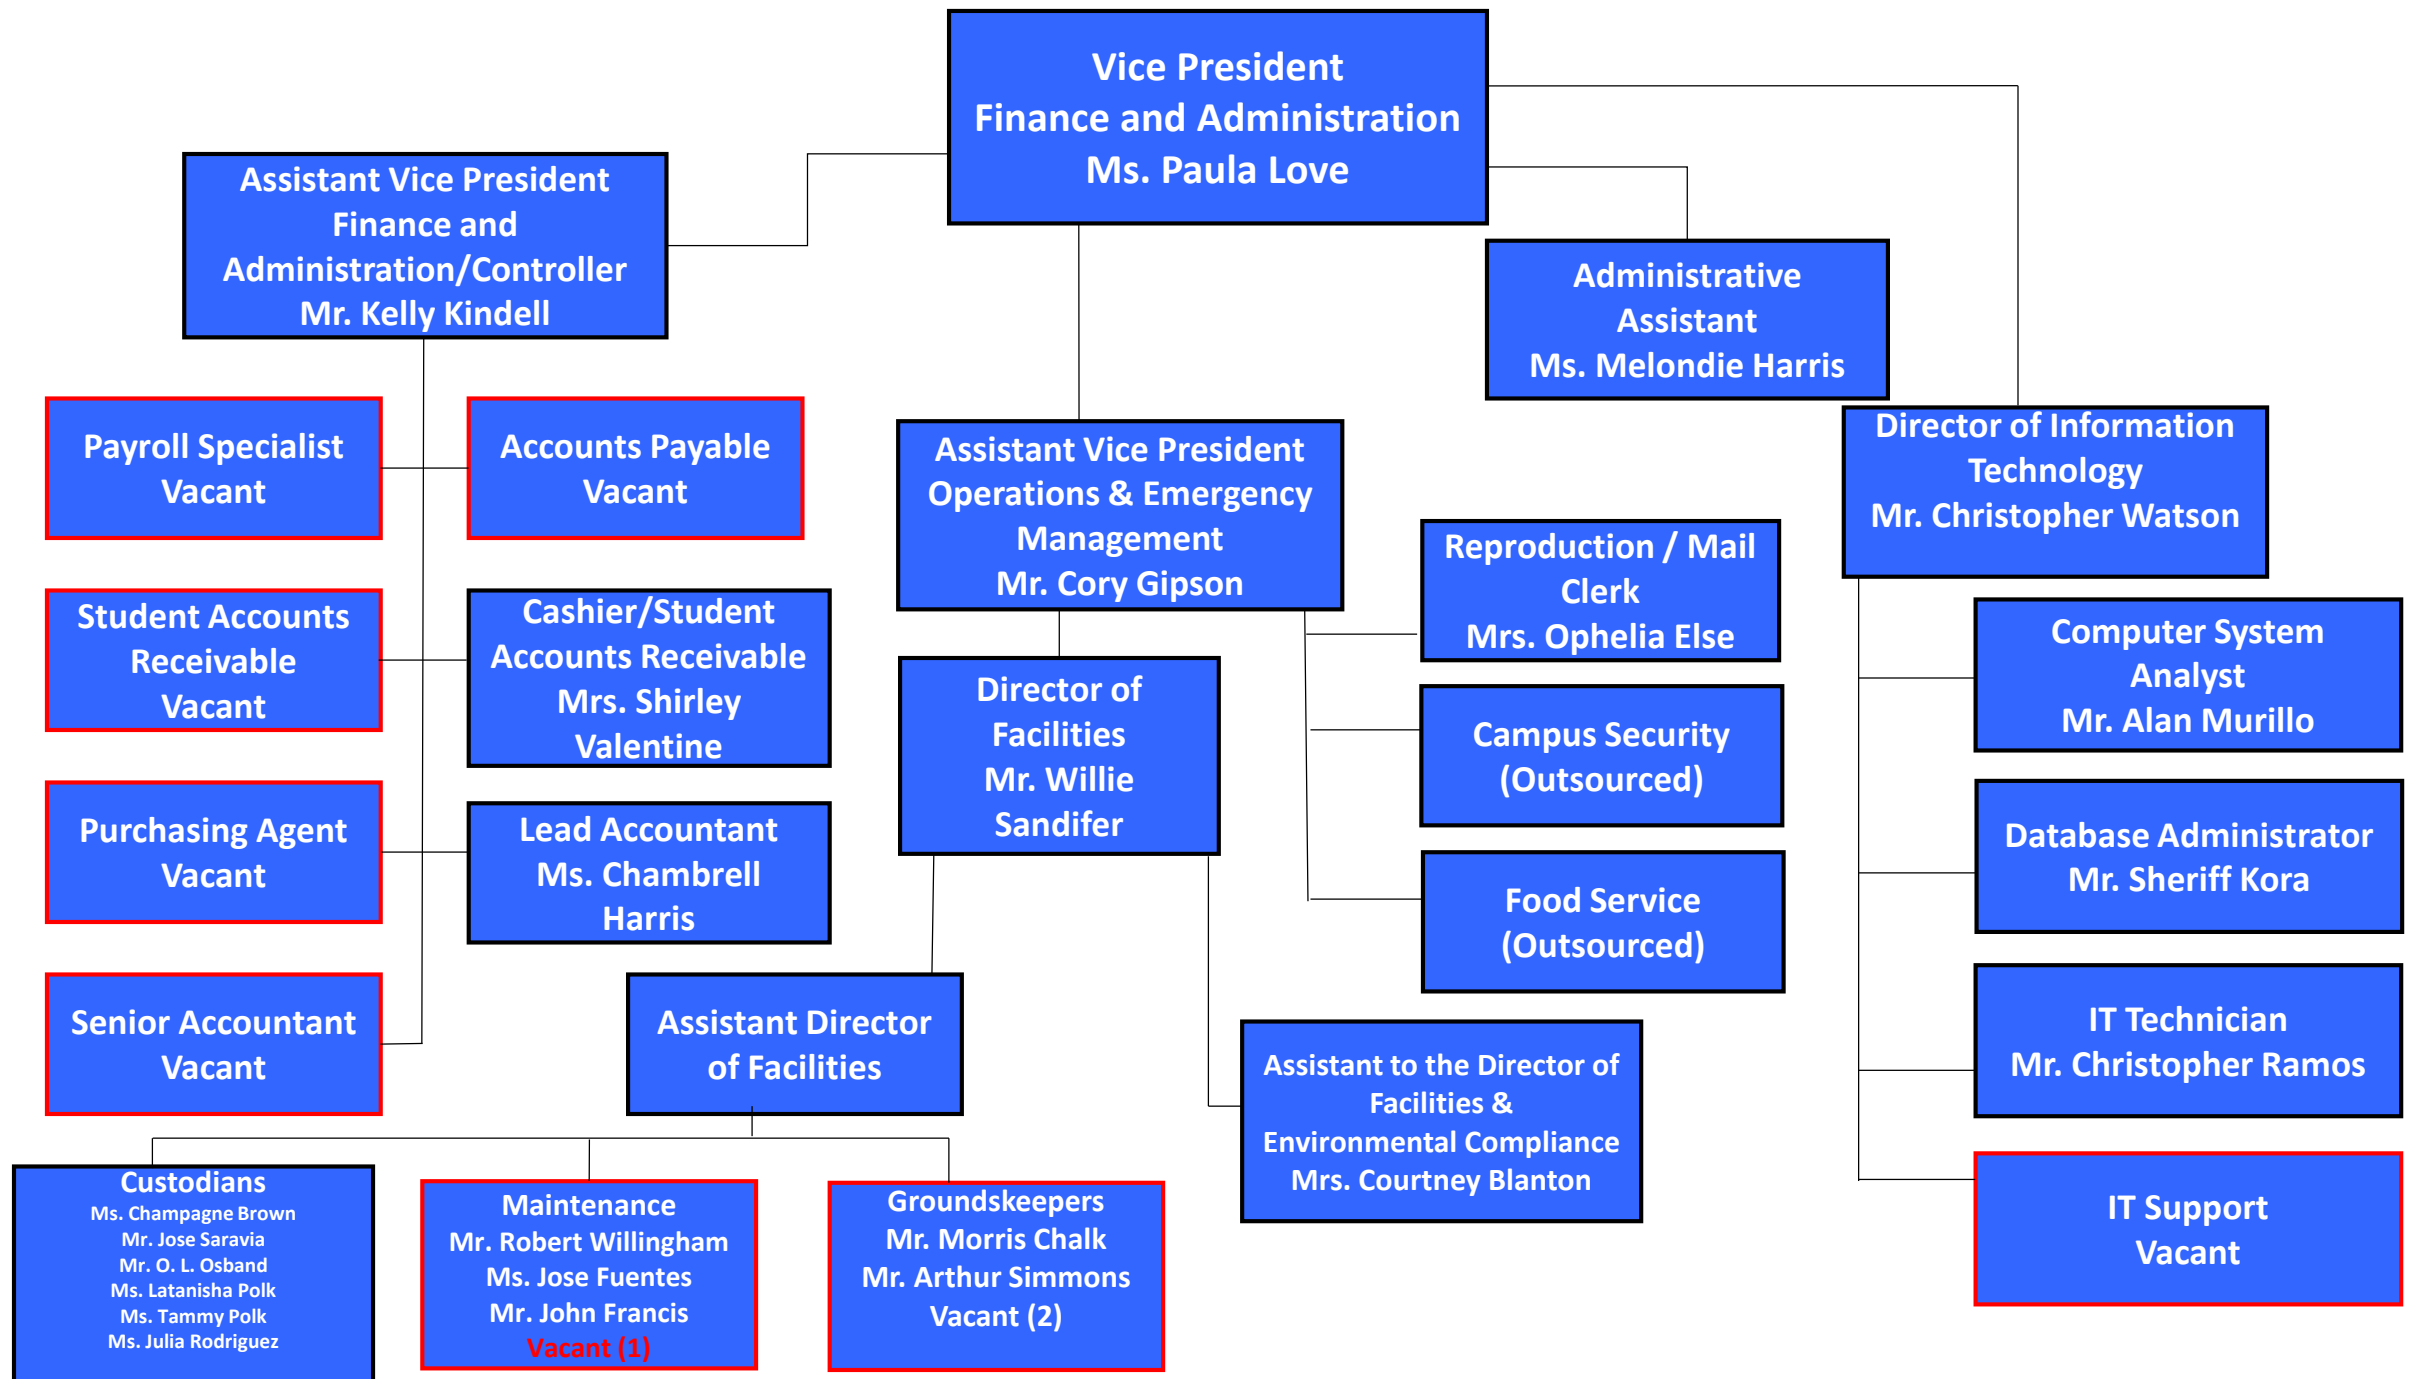 Vice President
Finance and Administration
Ms. Paula Love
Assistant Vice President
Finance and
Administration/Controller
Mr. Kelly Kindell
Administrative
Assistant
Ms. Melondie Harris
Payroll Specialist
Vacant
Accounts Payable
Vacant
Assistant Vice President
Operations & Emergency
Management
Mr. Cory Gipson
Director of Information
Technology
Mr. Christopher Watson
Reproduction / Mail
Clerk
Mrs. Ophelia Else
Student Accounts
Receivable
Vacant
Cashier/Student
Accounts Receivable
Mrs. Shirley
Valentine
Director of
Facilities
Mr. Willie
Sandifer
Campus Security
(Outsourced)
Computer System
Analyst
Mr. Alan Murillo
Purchasing Agent
Vacant
Lead Accountant
Ms. Chambrell
Harris
Food Service
(Outsourced)
Database Administrator
Mr. Sheriff Kora
Senior Accountant
Vacant
Assistant Director
of Facilities
Assistant to the Director of
Facilities &
Environmental Compliance
Mrs. Courtney Blanton
IT Technician
Mr. Christopher Ramos
Custodians
Ms. Champagne Brown
Mr. Jose Saravia
Mr. O. L. Osband
Ms. Latanisha Polk
Ms. Tammy Polk
Ms. Julia Rodriguez
Maintenance
Mr. Robert Willingham
Ms. Jose Fuentes
Mr. John Francis
Vacant (1)
Groundskeepers
Mr. Morris Chalk
Mr. Arthur Simmons
Vacant (2)
IT Support
Vacant